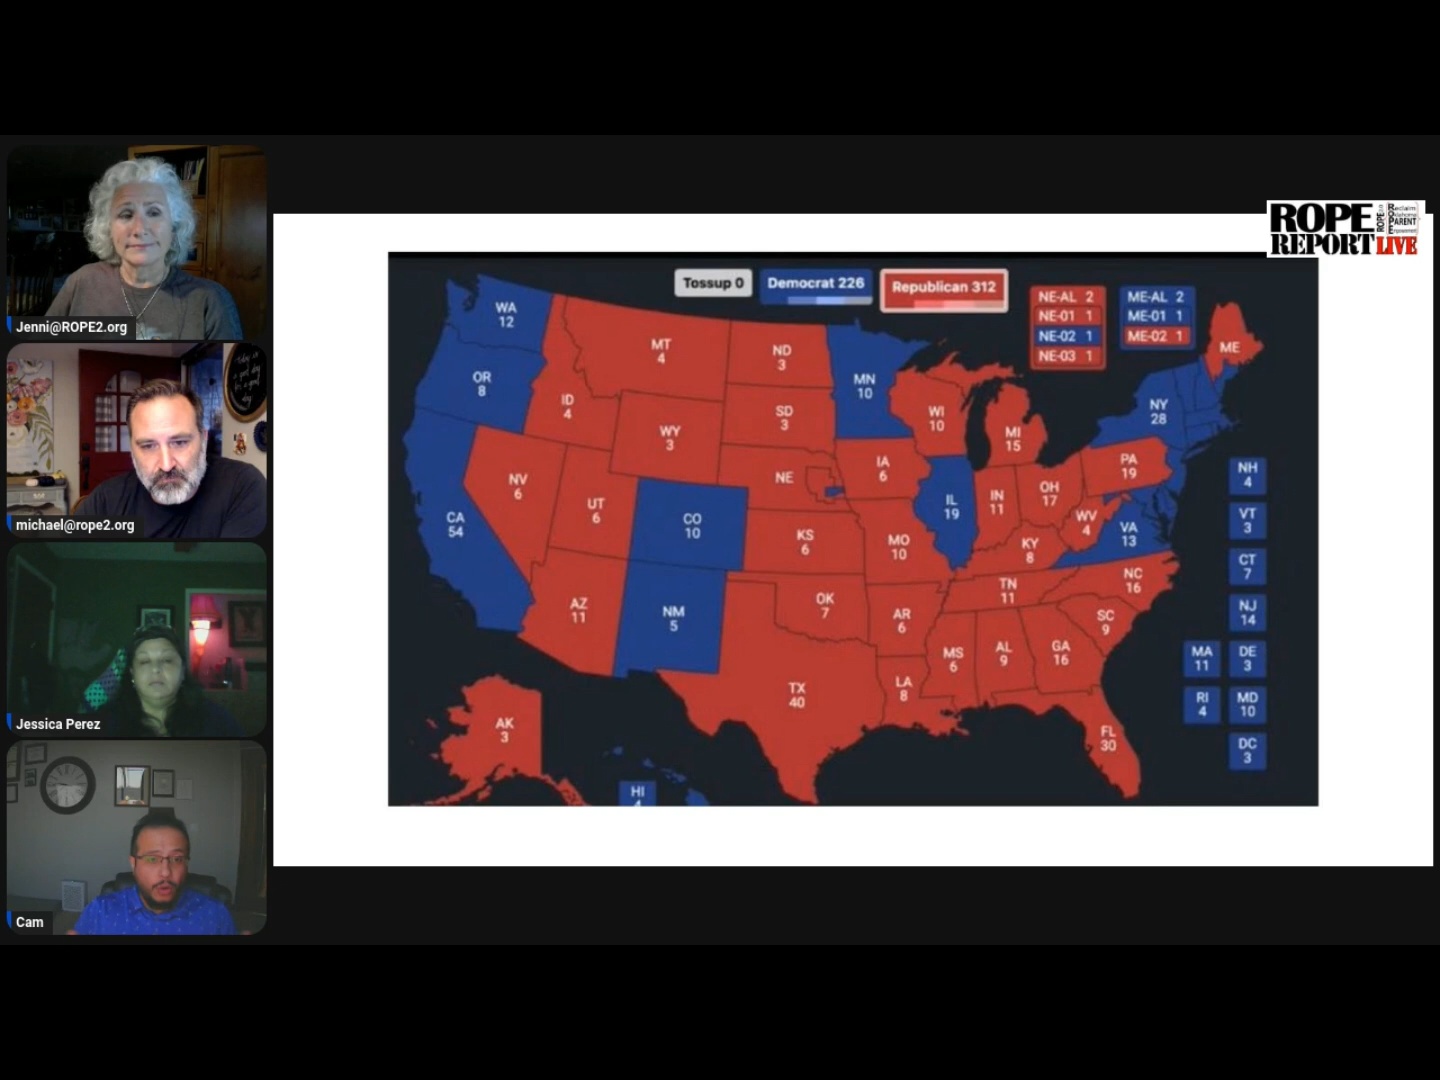 Jenni@ROPE2.org
michael@rope2.org
Jessica Perez
Cam
ROPE
REPORT LIVE
Tossup 0
Democrat 226
Republican 312
NE-AL 2
NE-01 1
NE-02 1
NE-03 1
ME-AL 2
ME-01 1
ME-02 1
WA
12
OR
8
CA
54
NV
6
ID
4
MT
4
WY
3
UT
6
AZ
11
CO
10
NM
5
ND
3
SD
3
NE
KS
6
OK
7
TX
40
MN
10
IA
6
MO
10
AR
6
LA
8
WI
10
IL
19
MI
15
IN
11
OH
17
KY
8
TN
11
MS
6
AL
9
GA
16
FL
30
SC
9
NC
16
VA
13
WV
4
PA
19
NY
28
ME
NH
4
VT
3
CT
7
NJ
14
MA
11
DE
3
RI
4
MD
10
DC
3
AK
3
HI
4